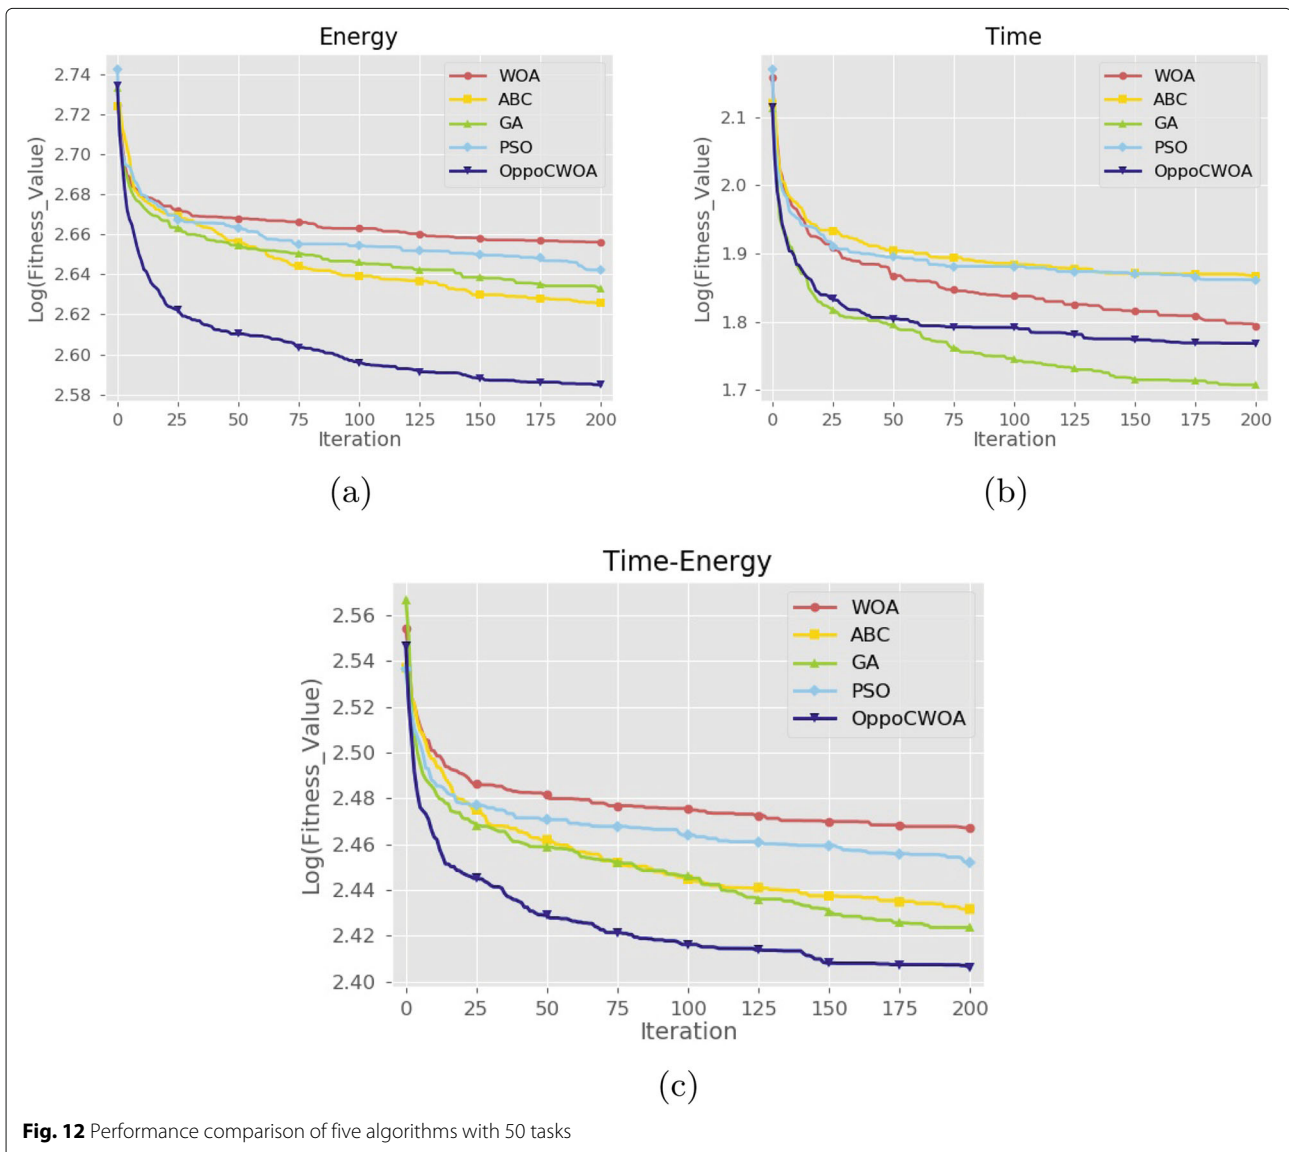 Energy
Log(Fitness_Value)
2.74
2.72
2.70
2.68
2.66
2.64
2.62
2.60
2.58
WOA
ABC
GA
PSO
OppoCWOA
0 25 50 75 100 125 150 175 200
Iteration
(a)
Time
Log(Fitness_Value)
2.1
2.0
1.9
1.8
1.7
WOA
ABC
GA
PSO
OppoCWOA
0 25 50 75 100 125 150 175 200
Iteration
(b)
Time-Energy
Log(Fitness_Value)
2.56
2.54
2.52
2.50
2.48
2.46
2.44
2.42
2.40
WOA
ABC
GA
PSO
OppoCWOA
0 25 50 75 100 125 150 175 200
Iteration
(c)
Fig. 12 Performance comparison of five algorithms with 50 tasks